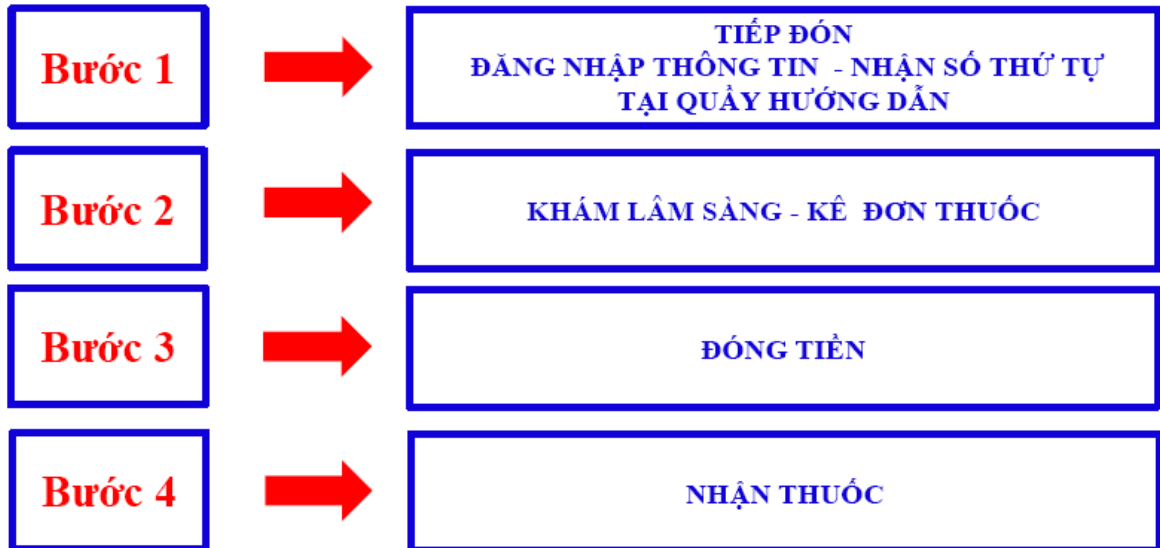 Bước 1
TIẾP ĐÓN
ĐĂNG NHẬP THÔNG TIN - NHẬN SỐ THỨ TỰ
TẠI QUẦY HƯỚNG DẪN
Bước 2
KHÁM LÂM SÀNG - KÊ ĐƠN THUỐC
Bước 3
ĐÓNG TIỀN
Bước 4
NHẬN THUỐC